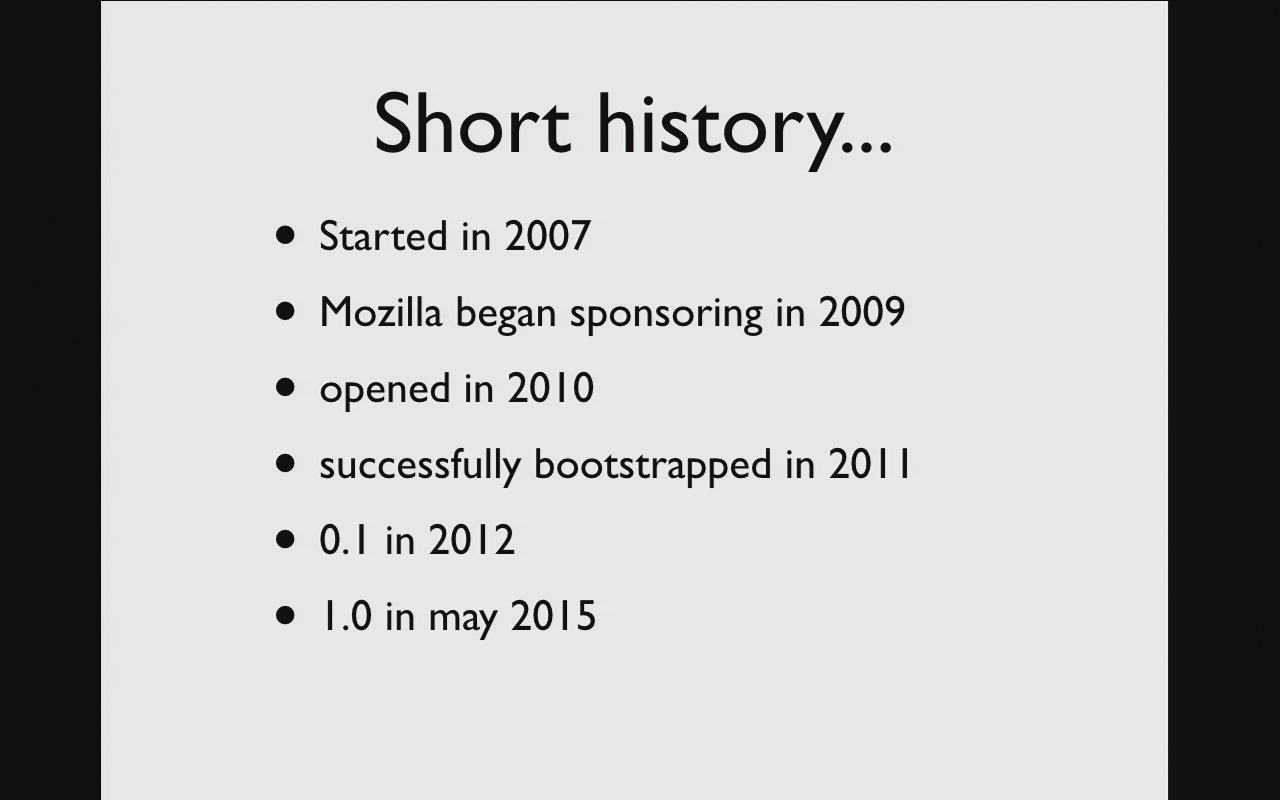 Short history...
• Started in 2007
• Mozilla began sponsoring in 2009
• opened in 2010
• successfully bootstrapped in 2011
• 0.1 in 2012
• 1.0 in may 2015